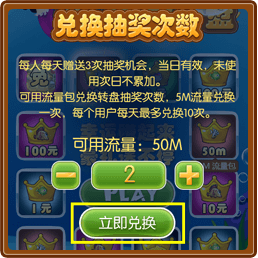 兑换抽奖次数
每人每天赠送3次抽奖机会，当日有效，未使
用次日不累加。
可用流量包兑换转盘抽奖次数，5M流量兑换
一次，每个用户每天最多兑换10次。
可用流量：50M
2
立即兑换
100元
50m
1元
PLAY